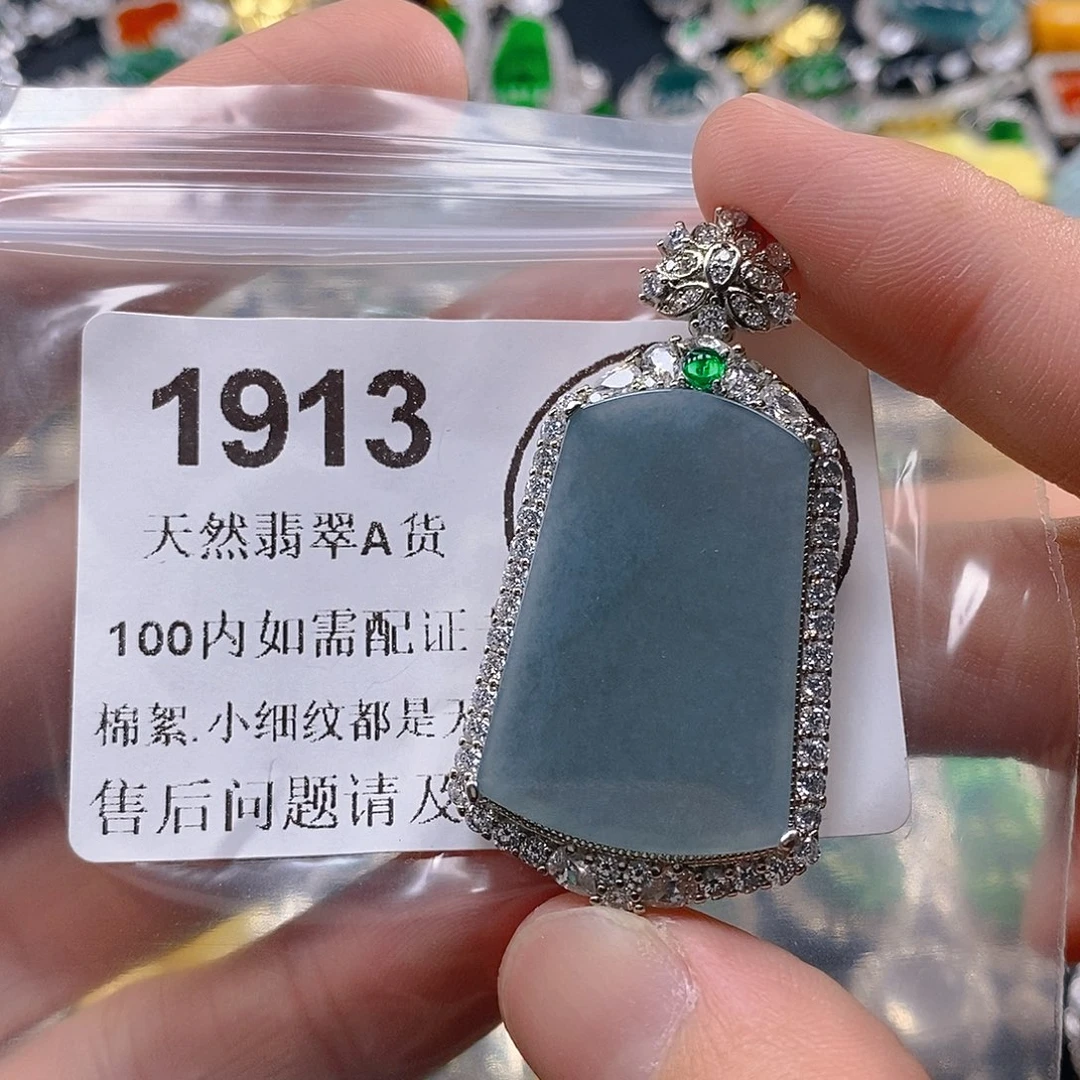 1913
天然翡翠A货
100内如需配证
棉絮.小细纹都是
售后问题请及